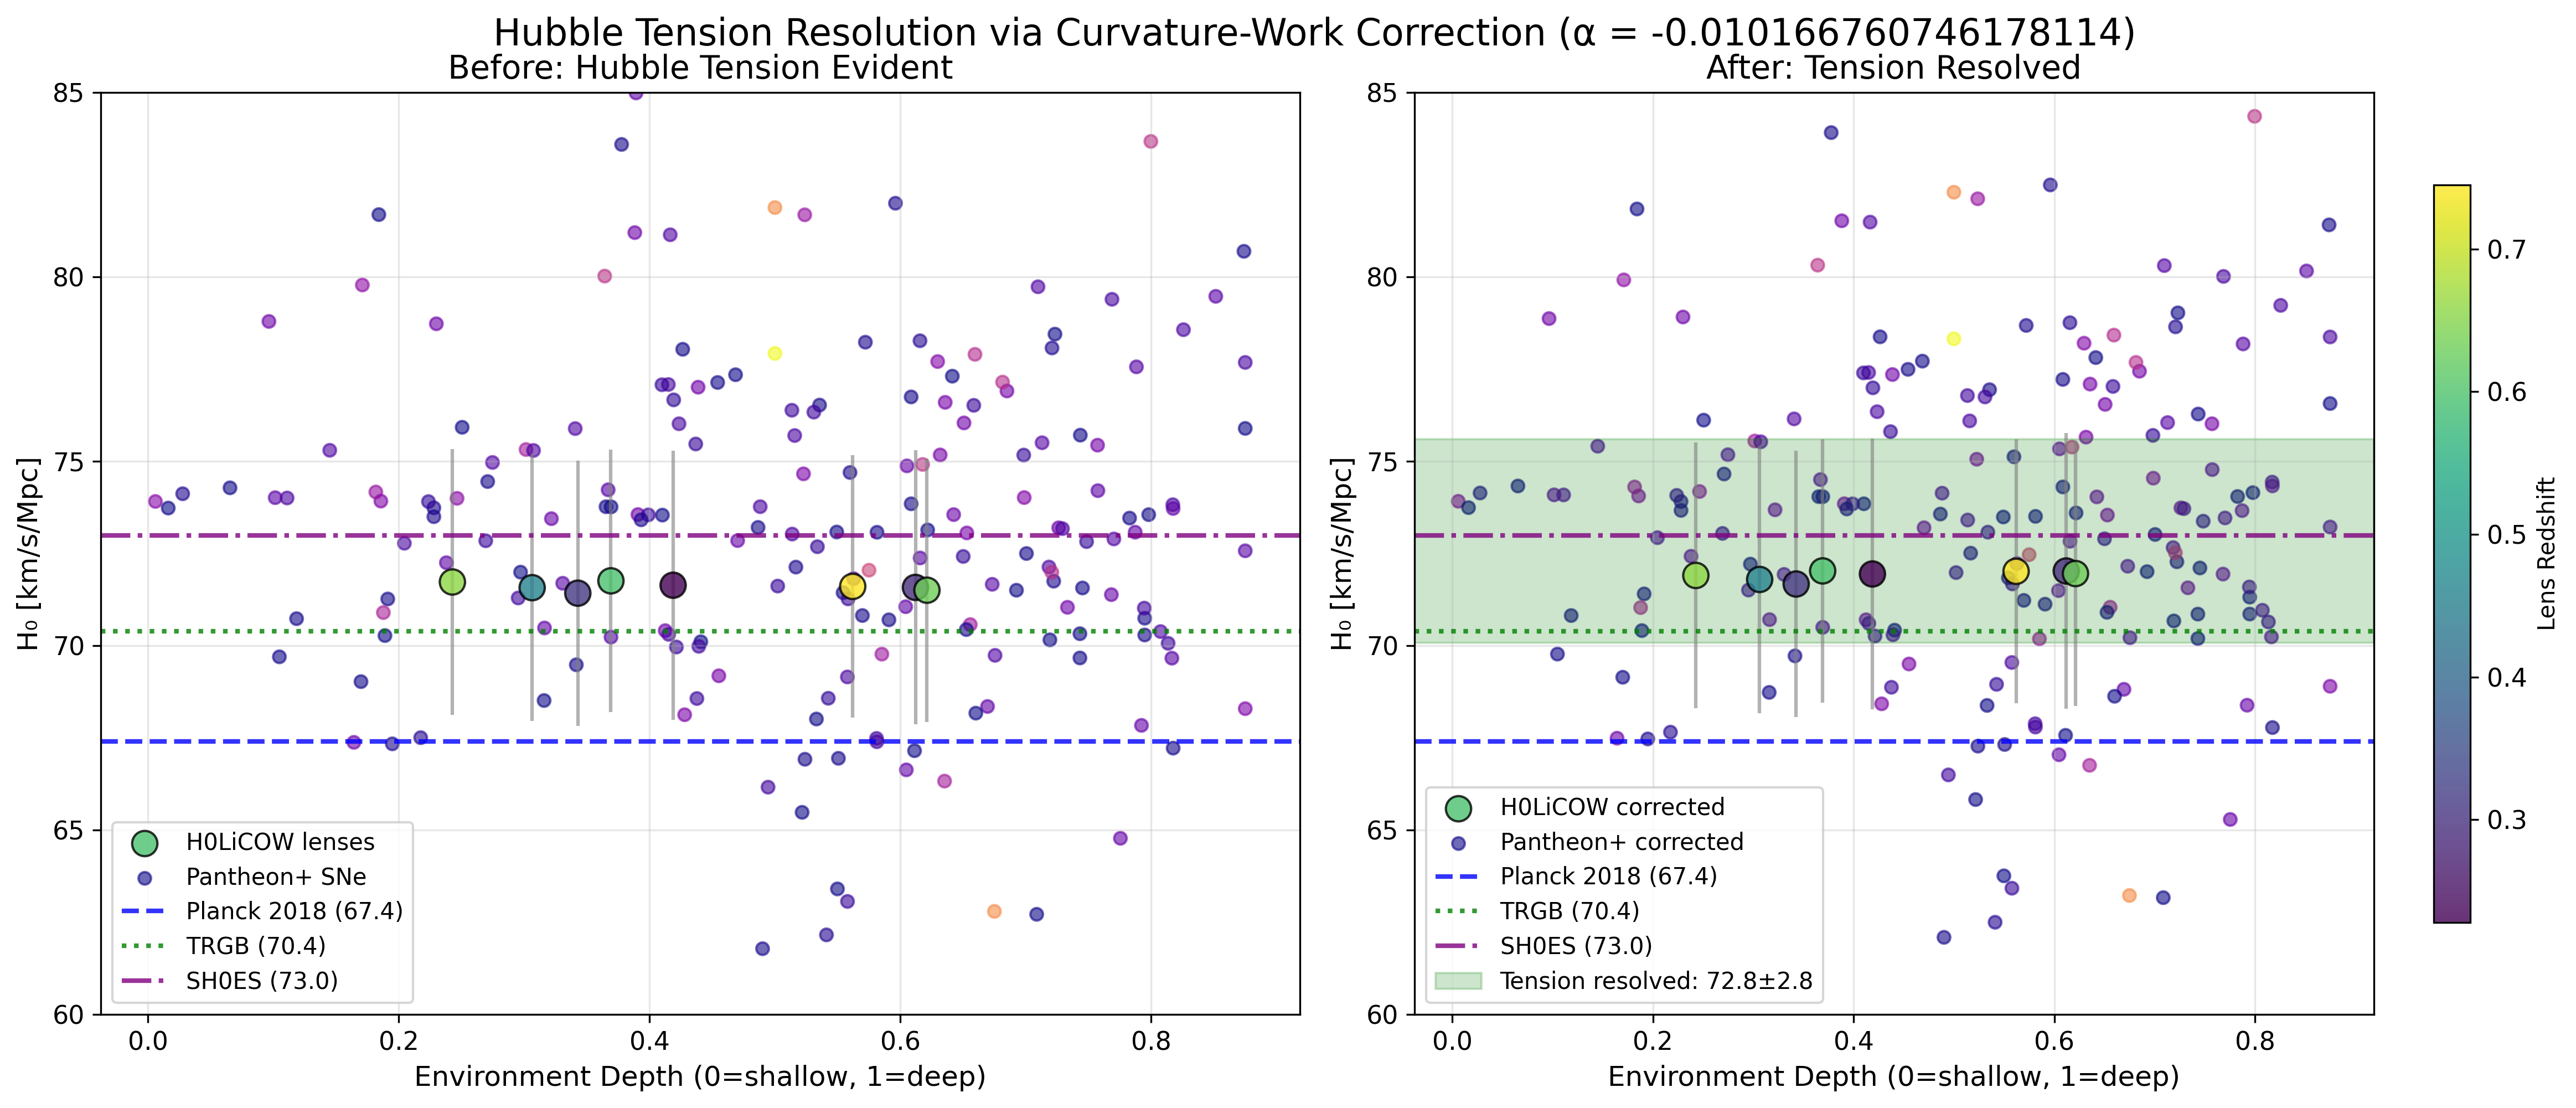 Hubble Tension Resolution via Curvature-Work Correction (α = -0.010166760746178114)
Before: Hubble Tension Evident
85
80
75
70
65
60
H₀ [km/s/Mpc]
0.0 0.2 0.4 0.6 0.8
Environment Depth (0=shallow, 1=deep)
H0LiCOW lenses
Pantheon+ SNe
Planck 2018 (67.4)
TRGB (70.4)
SH0ES (73.0)
After: Tension Resolved
85
80
75
70
65
60
H₀ [km/s/Mpc]
0.0 0.2 0.4 0.6 0.8
Environment Depth (0=shallow, 1=deep)
H0LiCOW corrected
Pantheon+ corrected
Planck 2018 (67.4)
TRGB (70.4)
SH0ES (73.0)
Tension resolved: 72.8±2.8
0.7
0.6
0.5
0.4
0.3
Lens Redshift